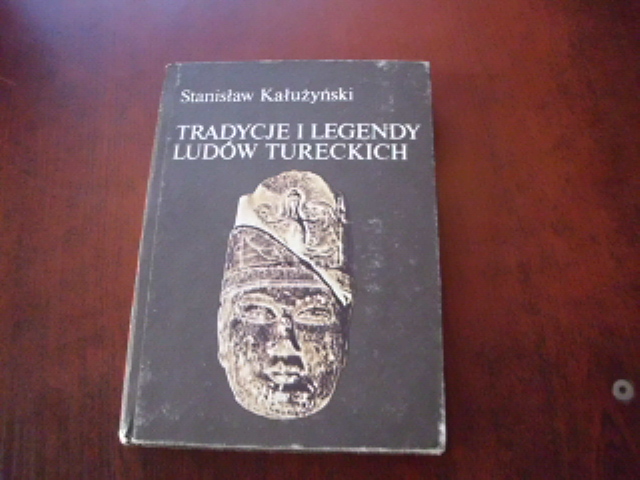 Stanisław Kałużyński
TRADYCJE I LEGENDY
LUDÓW TURECKICH